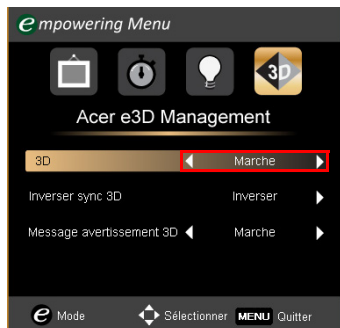 e mpowering Menu
3D
Acer e3D Management
3D Marche
Inverser sync 3D Inverser
Message avertissement 3D Marche
e Mode Sélectionner MENU Quitter